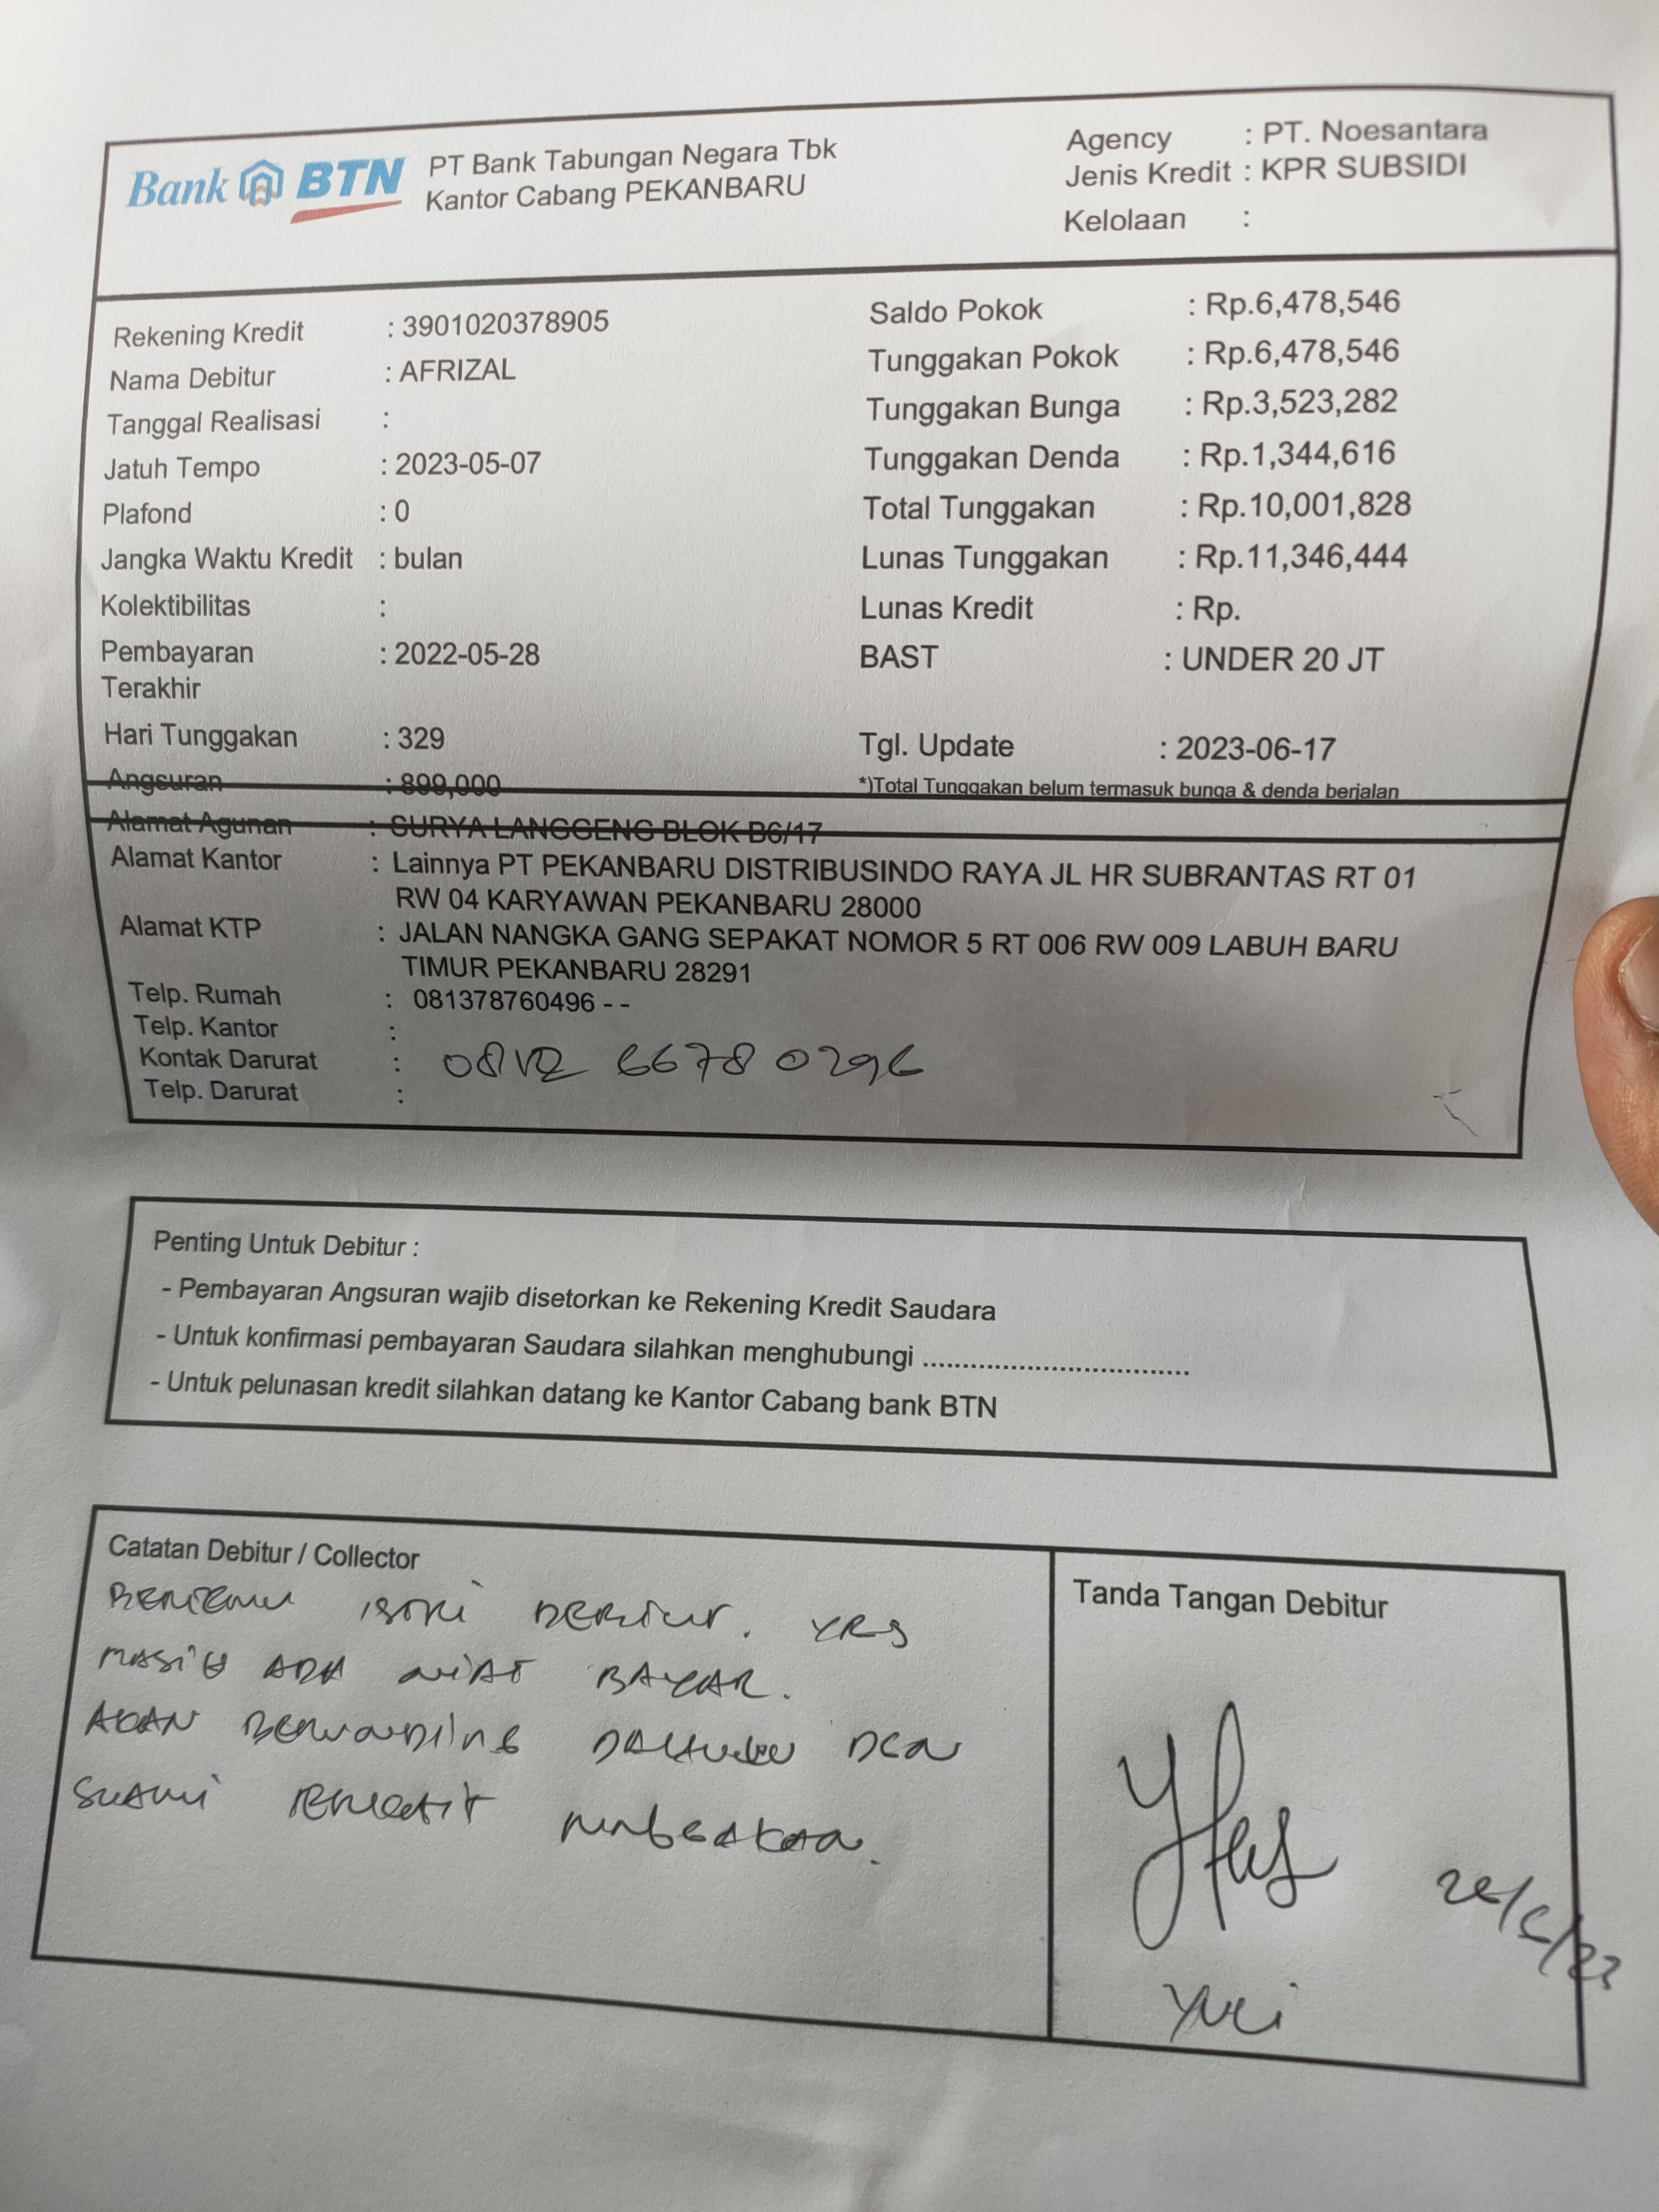 Bank BTN
PT Bank Tabungan Negara Tbk
Kantor Cabang PEKANBARU
Agency : PT. Noesantara
Jenis Kredit : KPR SUBSIDI
Kelolaan :
Rekening Kredit : 3901020378905
Nama Debitur : AFRIZAL
Tanggal Realisasi :
Jatuh Tempo : 2023-05-07
Plafond : 0
Jangka Waktu Kredit : bulan
Kolektibilitas :
Pembayaran : 2022-05-28
Terakhir
Hari Tunggakan : 329
Angsuran : 899,000
Saldo Pokok : Rp.6,478,546
Tunggakan Pokok : Rp.6,478,546
Tunggakan Bunga : Rp.3,523,282
Tunggakan Denda : Rp.1,344,616
Total Tunggakan : Rp.10,001,828
Lunas Tunggakan : Rp.11,346,444
Lunas Kredit : Rp.
BAST : UNDER 20 JT
Tgl. Update : 2023-06-17
*)Total Tunggakan belum termasuk bunga & denda berjalan
Alamat Agunan : SURYA LANGGENG BLOK B6/17
Alamat Kantor : Lainnya PT PEKANBARU DISTRIBUSINDO RAYA JL HR SUBRANTAS RT 01
RW 04 KARYAWAN PEKANBARU 28000
Alamat KTP : JALAN NANGKA GANG SEPAKAT NOMOR 5 RT 006 RW 009 LABUH BARU
TIMUR PEKANBARU 28291
Telp. Rumah : 081378760496 - -
Telp. Kantor :
Kontak Darurat : 0812 6678 0296
Telp. Darurat :
Penting Untuk Debitur :
- Pembayaran Angsuran wajib disetorkan ke Rekening Kredit Saudara
- Untuk konfirmasi pembayaran Saudara silahkan menghubungi ..................................
- Untuk pelunasan kredit silahkan datang ke Kantor Cabang bank BTN
Catatan Debitur / Collector
BERTEMU ISTRI DEBITUR. YRS
MASIH ADA NIAT BAYAR.
AKAN BERUNDING DAHULU DGN
SUAMI TERKAIT TUNGGAKAN.
Tanda Tangan Debitur
Yuri